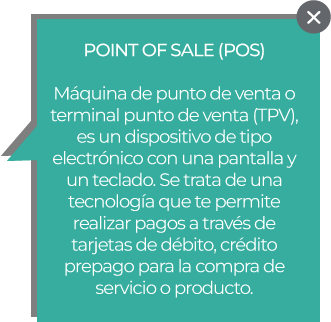 POINT OF SALE (POS)
Máquina de punto de venta o
terminal punto de venta (TPV),
es un dispositivo de tipo
electrónico con una pantalla y
un teclado. Se trata de una
tecnología que te permite
realizar pagos a través de
tarjetas de débito, crédito
prepago para la compra de
servicio o producto.